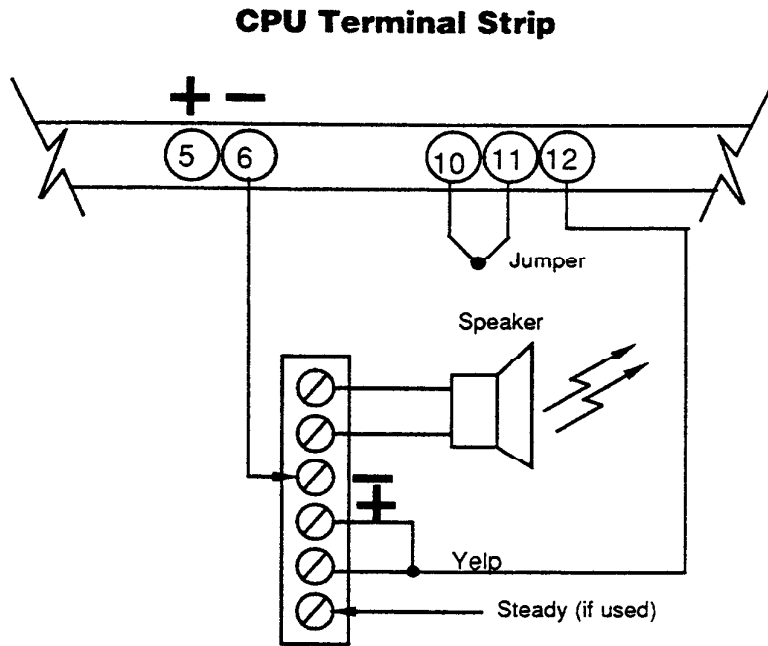 CPU Terminal Strip
+ −
5 6 10 11 12
Jumper
Speaker
−
+
Yelp
Steady (if used)